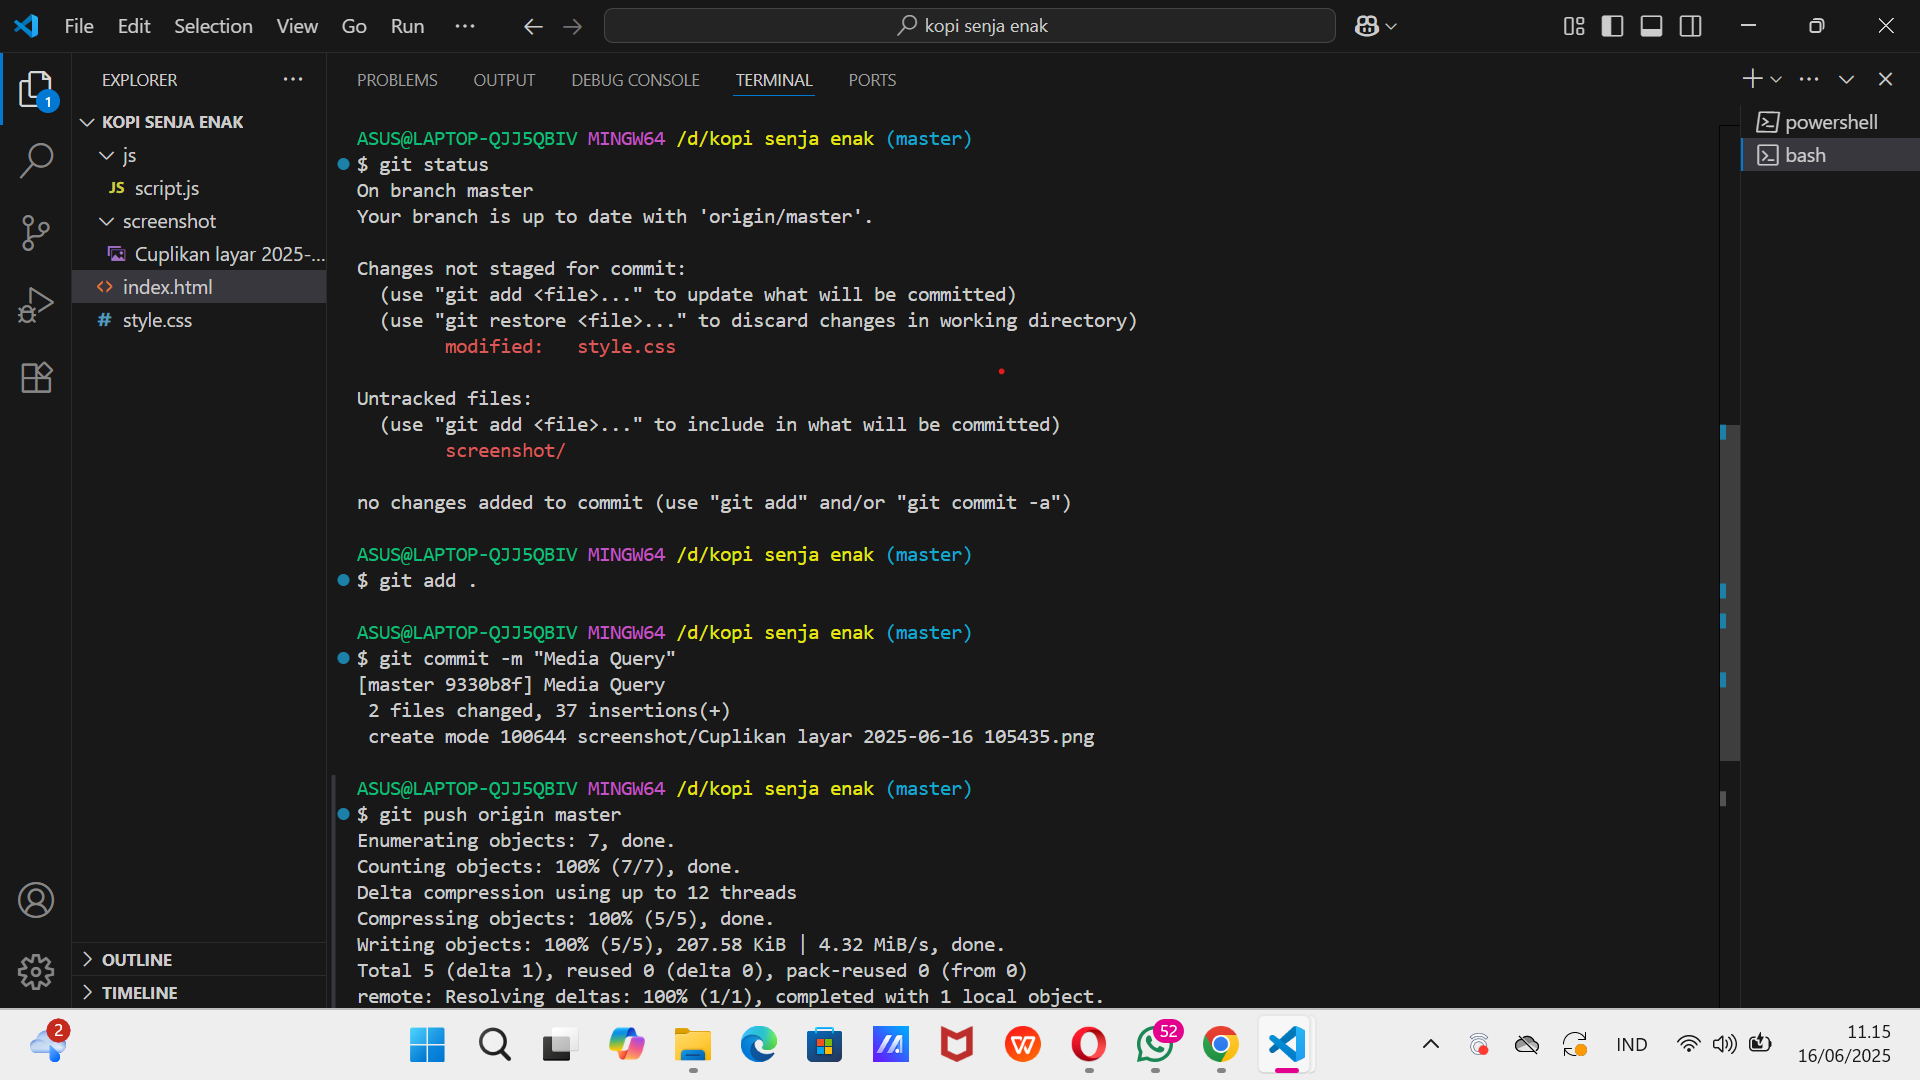 File Edit Selection View Go Run ...
kopi senja enak
EXPLORER
PROBLEMS OUTPUT DEBUG CONSOLE TERMINAL PORTS
1
KOPI SENJA ENAK
js
JS script.js
screenshot
Cuplikan layar 2025-...
<> index.html
# style.css
OUTLINE
TIMELINE
ASUS@LAPTOP-QJJ5QBIV MINGW64 /d/kopi senja enak (master)
$ git status
On branch master
Your branch is up to date with 'origin/master'.
Changes not staged for commit:
(use "git add <file>..." to update what will be committed)
(use "git restore <file>..." to discard changes in working directory)
modified:   style.css
Untracked files:
(use "git add <file>..." to include in what will be committed)
screenshot/
no changes added to commit (use "git add" and/or "git commit -a")
ASUS@LAPTOP-QJJ5QBIV MINGW64 /d/kopi senja enak (master)
$ git add .
ASUS@LAPTOP-QJJ5QBIV MINGW64 /d/kopi senja enak (master)
$ git commit -m "Media Query"
[master 9330b8f] Media Query
2 files changed, 37 insertions(+)
create mode 100644 screenshot/Cuplikan layar 2025-06-16 105435.png
ASUS@LAPTOP-QJJ5QBIV MINGW64 /d/kopi senja enak (master)
$ git push origin master
Enumerating objects: 7, done.
Counting objects: 100% (7/7), done.
Delta compression using up to 12 threads
Compressing objects: 100% (5/5), done.
Writing objects: 100% (5/5), 207.58 KiB | 4.32 MiB/s, done.
Total 5 (delta 1), reused 0 (delta 0), pack-reused 0 (from 0)
remote: Resolving deltas: 100% (1/1), completed with 1 local object.
powershell
bash
2
52
IND
11.15
16/06/2025